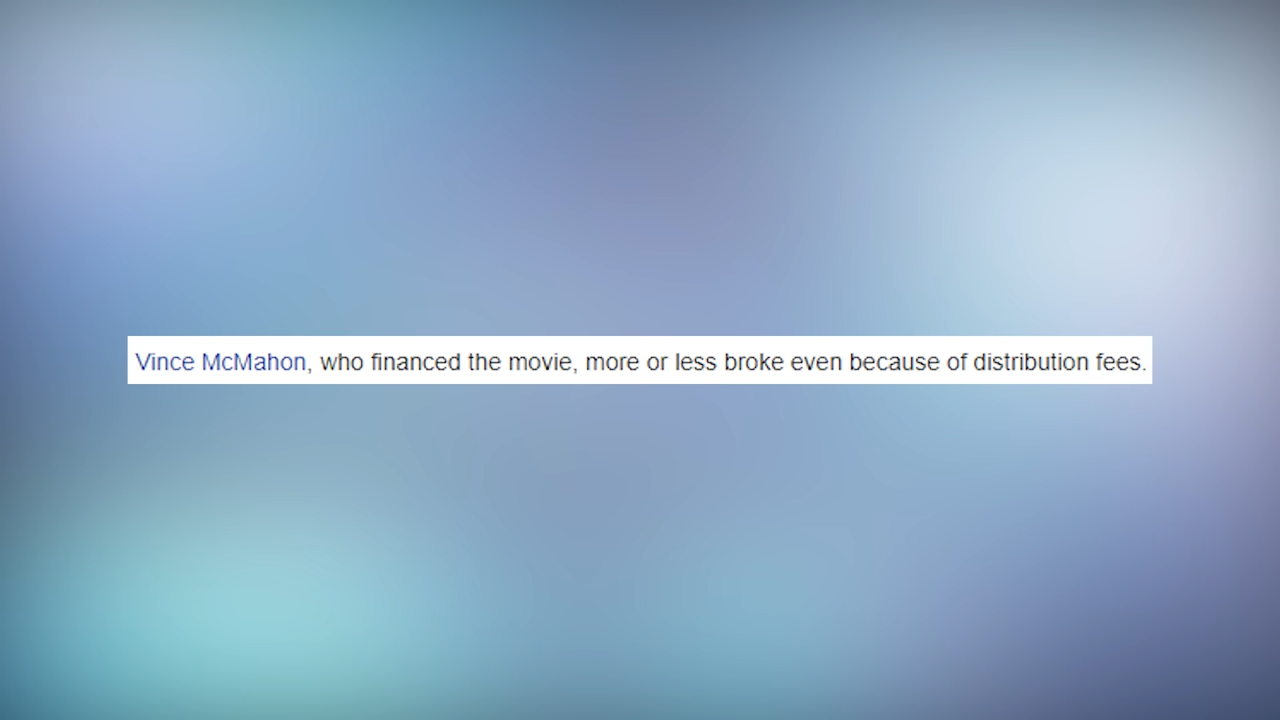 Vince McMahon, who financed the movie, more or less broke even because of distribution fees.